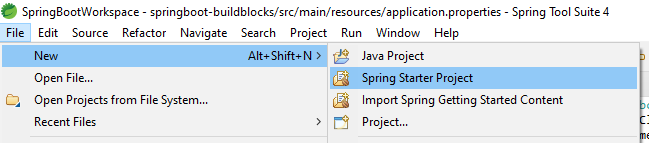 SpringBootWorkspace - springboot-buildblocks/src/main/resources/application.properties - Spring Tool Suite 4
File Edit Source Refactor Navigate Search Project Run Window Help
New Alt+Shift+N >
Open File...
Open Projects from File System...
Recent Files >
Java Project
Spring Starter Project
Import Spring Getting Started Content
Project...